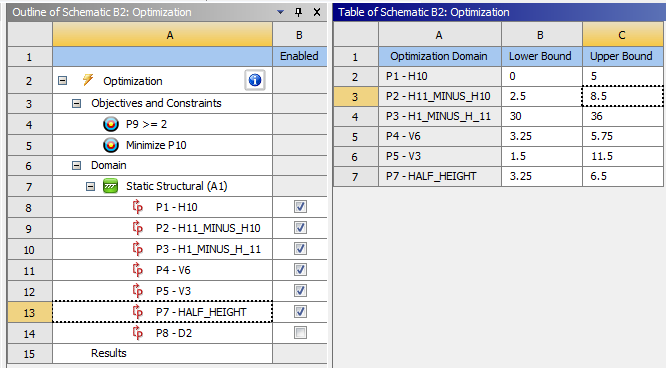 Outline of Schematic B2: Optimization
A B
1 Enabled
2 Optimization
3 Objectives and Constraints
4 P9 >= 2
5 Minimize P10
6 Domain
7 Static Structural (A1)
8 P1 - H10
9 P2 - H11_MINUS_H10
10 P3 - H1_MINUS_H_11
11 P4 - V6
12 P5 - V3
13 P7 - HALF_HEIGHT
14 P8 - D2
15 Results
Table of Schematic B2: Optimization
A B C
1 Optimization Domain Lower Bound Upper Bound
2 P1 - H10 0 5
3 P2 - H11_MINUS_H10 2.5 8.5
4 P3 - H1_MINUS_H_11 30 36
5 P4 - V6 3.25 5.75
6 P5 - V3 1.5 11.5
7 P7 - HALF_HEIGHT 3.25 6.5